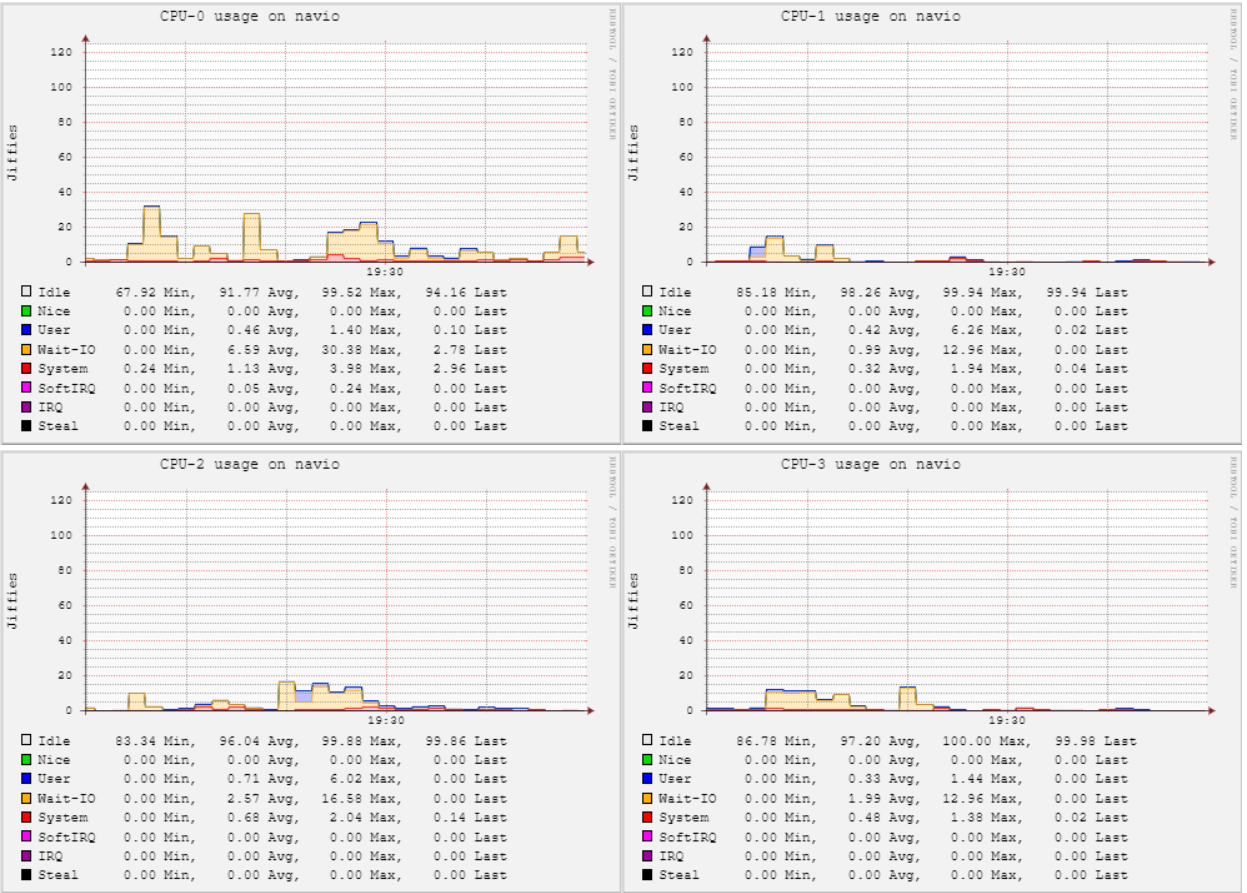 CPU-0 usage on navio
RRDTOOL / TOBI OETIKER
Jiffies
120
100
80
60
40
20
0
19:30
Idle 67.92 Min, 91.77 Avg, 99.52 Max, 94.16 Last
Nice 0.00 Min, 0.00 Avg, 0.00 Max, 0.00 Last
User 0.00 Min, 0.46 Avg, 1.40 Max, 0.10 Last
Wait-IO 0.00 Min, 6.59 Avg, 30.38 Max, 2.78 Last
System 0.24 Min, 1.13 Avg, 3.98 Max, 2.96 Last
SoftIRQ 0.00 Min, 0.05 Avg, 0.24 Max, 0.00 Last
IRQ 0.00 Min, 0.00 Avg, 0.00 Max, 0.00 Last
Steal 0.00 Min, 0.00 Avg, 0.00 Max, 0.00 Last
CPU-1 usage on navio
RRDTOOL / TOBI OETIKER
Jiffies
120
100
80
60
40
20
0
19:30
Idle 85.18 Min, 98.26 Avg, 99.94 Max, 99.94 Last
Nice 0.00 Min, 0.00 Avg, 0.00 Max, 0.00 Last
User 0.00 Min, 0.42 Avg, 6.26 Max, 0.02 Last
Wait-IO 0.00 Min, 0.99 Avg, 12.96 Max, 0.00 Last
System 0.00 Min, 0.32 Avg, 1.94 Max, 0.04 Last
SoftIRQ 0.00 Min, 0.00 Avg, 0.00 Max, 0.00 Last
IRQ 0.00 Min, 0.00 Avg, 0.00 Max, 0.00 Last
Steal 0.00 Min, 0.00 Avg, 0.00 Max, 0.00 Last
CPU-2 usage on navio
RRDTOOL / TOBI OETIKER
Jiffies
120
100
80
60
40
20
0
19:30
Idle 83.34 Min, 96.04 Avg, 99.88 Max, 99.86 Last
Nice 0.00 Min, 0.00 Avg, 0.00 Max, 0.00 Last
User 0.00 Min, 0.71 Avg, 6.02 Max, 0.00 Last
Wait-IO 0.00 Min, 2.57 Avg, 16.58 Max, 0.00 Last
System 0.00 Min, 0.68 Avg, 2.04 Max, 0.14 Last
SoftIRQ 0.00 Min, 0.00 Avg, 0.00 Max, 0.00 Last
IRQ 0.00 Min, 0.00 Avg, 0.00 Max, 0.00 Last
Steal 0.00 Min, 0.00 Avg, 0.00 Max, 0.00 Last
CPU-3 usage on navio
RRDTOOL / TOBI OETIKER
Jiffies
120
100
80
60
40
20
0
19:30
Idle 86.78 Min, 97.20 Avg, 100.00 Max, 99.98 Last
Nice 0.00 Min, 0.00 Avg, 0.00 Max, 0.00 Last
User 0.00 Min, 0.33 Avg, 1.44 Max, 0.00 Last
Wait-IO 0.00 Min, 1.99 Avg, 12.96 Max, 0.00 Last
System 0.00 Min, 0.48 Avg, 1.38 Max, 0.02 Last
SoftIRQ 0.00 Min, 0.00 Avg, 0.00 Max, 0.00 Last
IRQ 0.00 Min, 0.00 Avg, 0.00 Max, 0.00 Last
Steal 0.00 Min, 0.00 Avg, 0.00 Max, 0.00 Last